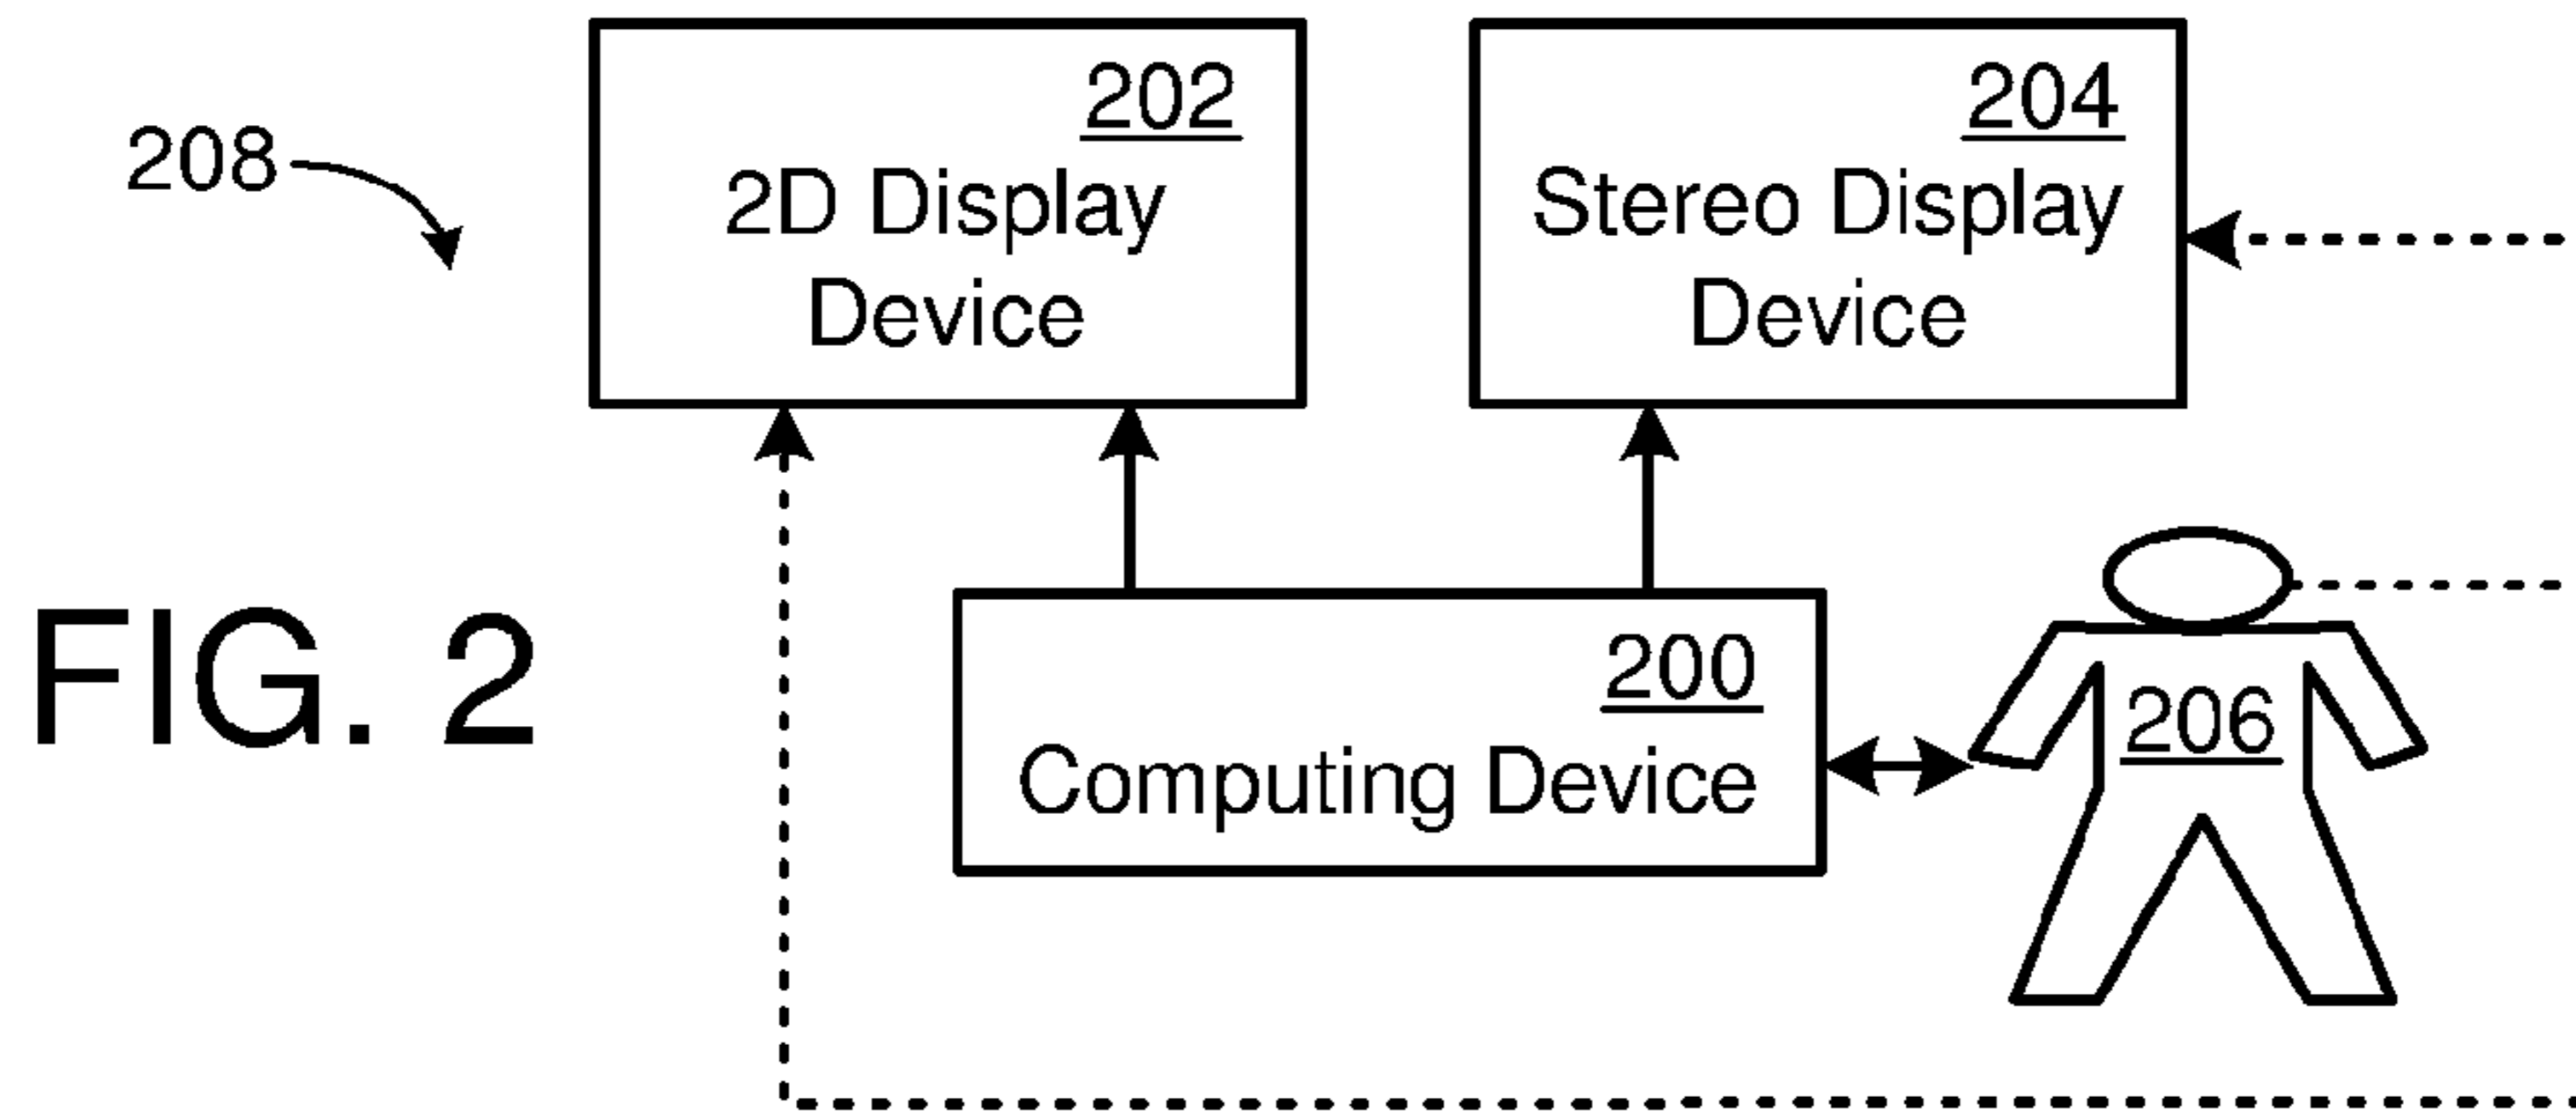 208
202
2D Display
Device
204
Stereo Display
Device
FIG. 2
200
Computing Device
206